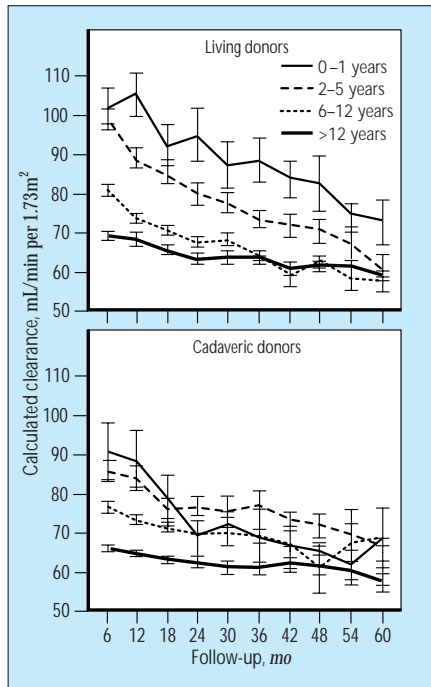 Living donors
0–1 years
2–5 years
6–12 years
>12 years
110
100
90
80
70
60
50
Calculated clearance, mL/min per 1.73m²
Cadaveric donors
110
100
90
80
70
60
50
6 12 18 24 30 36 42 48 54 60
Follow-up, mo